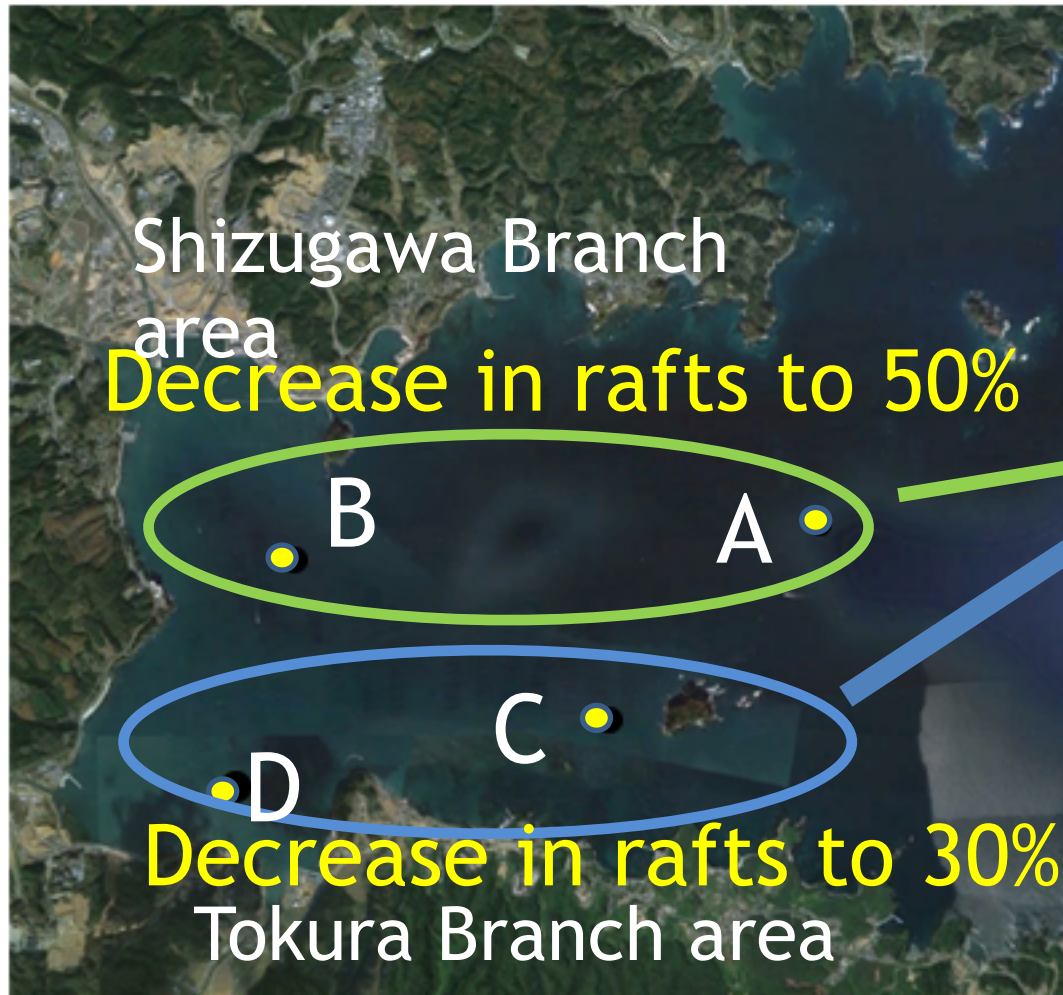 Shizugawa Branch
area
Decrease in rafts to 50%
B
A
C
D
Decrease in rafts to 30%
Tokura Branch area